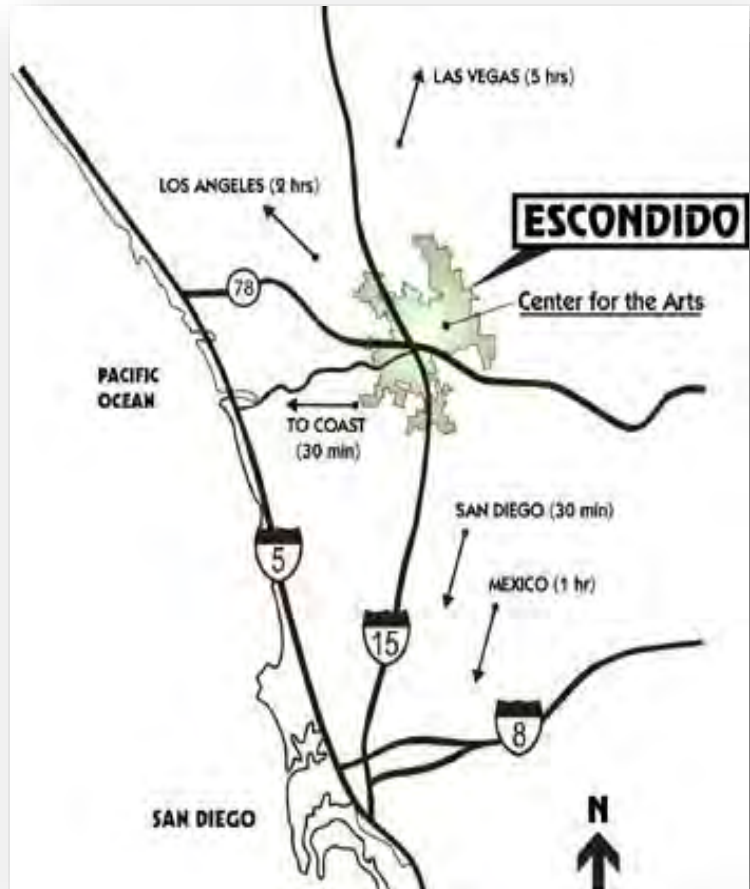 LAS VEGAS (5 hrs)
LOS ANGELES (2 hrs)
ESCONDIDO
78
Center for the Arts
PACIFIC
OCEAN
TO COAST
(30 min)
SAN DIEGO (30 min)
5
MEXICO (1 hr)
15
8
SAN DIEGO
N